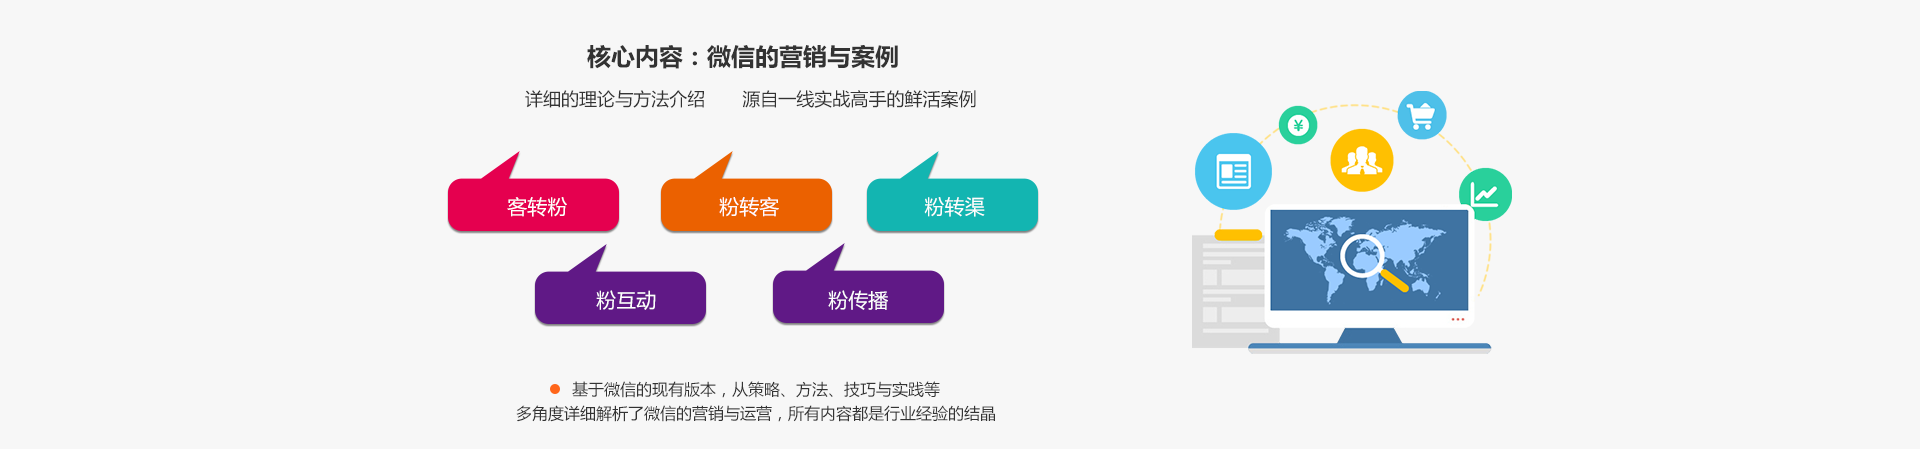 核心内容：微信的营销与案例
详细的理论与方法介绍 源自一线实战高手的鲜活案例
客转粉 粉转客 粉转渠
粉互动 粉传播
基于微信的现有版本，从策略、方法、技巧与实践等
多角度详细解析了微信的营销与运营，所有内容都是行业经验的结晶
¥